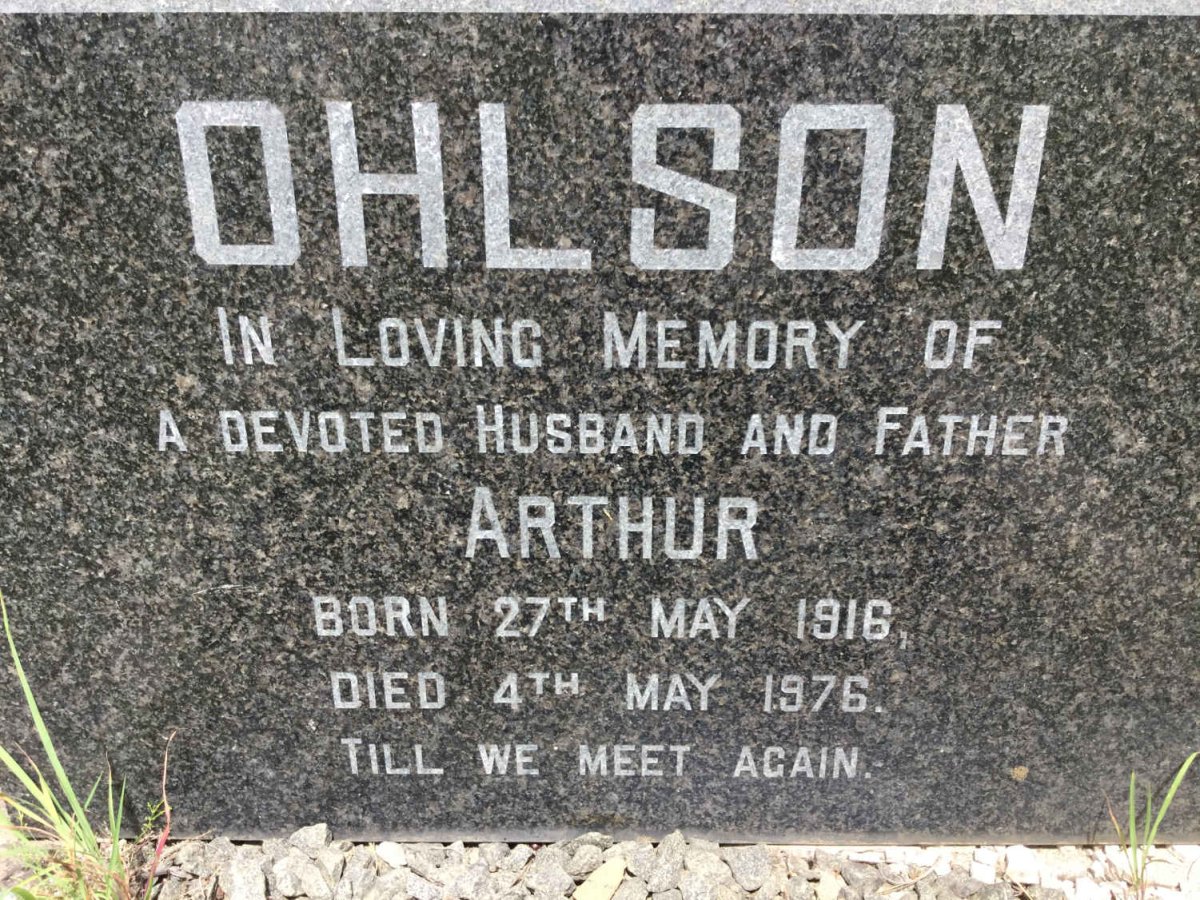 OHLSON
IN LOVING MEMORY OF
A DEVOTED HUSBAND AND FATHER
ARTHUR
BORN 27TH MAY 1916,
DIED 4TH MAY 1976.
TILL WE MEET AGAIN.